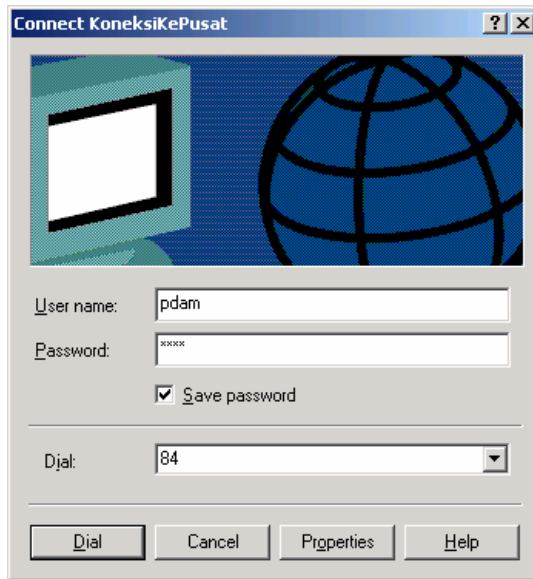 Connect KoneksiKePusat
User name: pdam
Password: ****
Save password
Dial: 84
Dial Cancel Properties Help